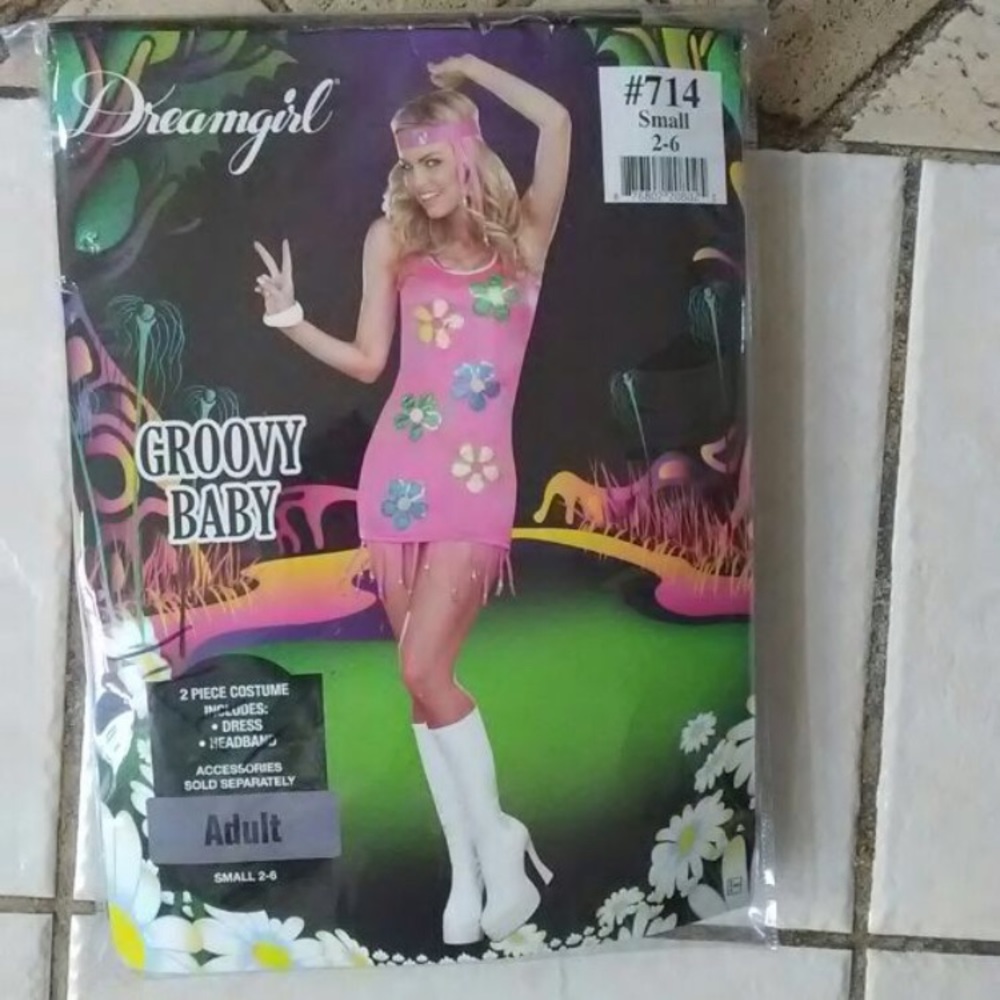 Dreamgirl
#714
Small
2-6
GROOVY
BABY
2 PIECE COSTUME
INCLUDES:
• DRESS
• HEADBAND
ACCESSORIES
SOLD SEPARATELY
Adult
SMALL 2-6